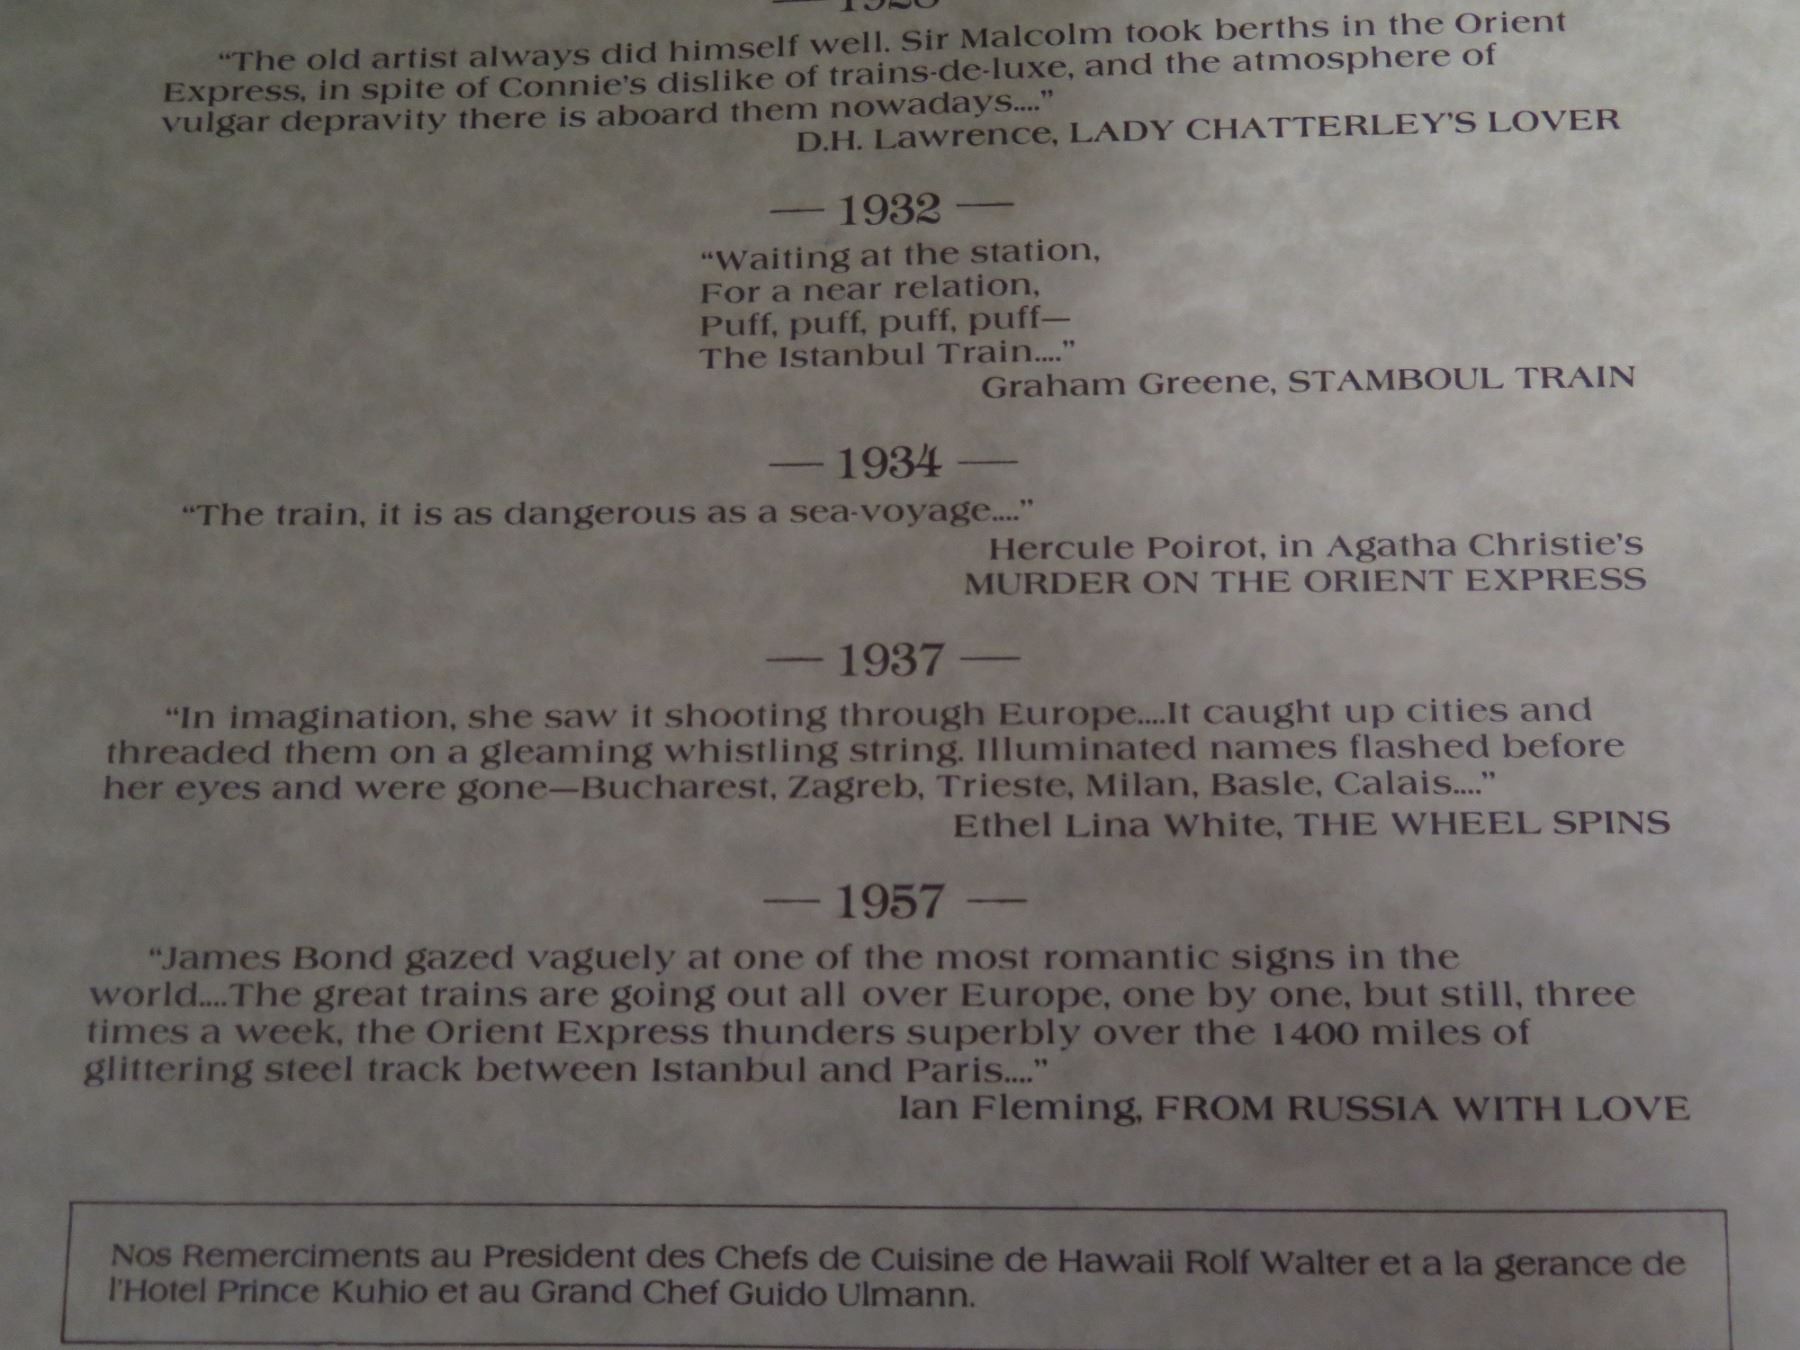 — 1928
“The old artist always did himself well. Sir Malcolm took berths in the Orient
Express, in spite of Connie’s dislike of trains-de-luxe, and the atmosphere of
vulgar depravity there is aboard them nowadays....”
D.H. Lawrence, LADY CHATTERLEY’S LOVER
— 1932 —
“Waiting at the station,
For a near relation,
Puff, puff, puff, puff—
The Istanbul Train....”
Graham Greene, STAMBOUL TRAIN
— 1934 —
“The train, it is as dangerous as a sea-voyage....”
Hercule Poirot, in Agatha Christie’s
MURDER ON THE ORIENT EXPRESS
— 1937 —
“In imagination, she saw it shooting through Europe....It caught up cities and
threaded them on a gleaming whistling string. Illuminated names flashed before
her eyes and were gone—Bucharest, Zagreb, Trieste, Milan, Basle, Calais....”
Ethel Lina White, THE WHEEL SPINS
— 1957 —
“James Bond gazed vaguely at one of the most romantic signs in the
world....The great trains are going out all over Europe, one by one, but still, three
times a week, the Orient Express thunders superbly over the 1400 miles of
glittering steel track between Istanbul and Paris....”
Ian Fleming, FROM RUSSIA WITH LOVE
Nos Remerciments au President des Chefs de Cuisine de Hawaii Rolf Walter et a la gerance de
l’Hotel Prince Kuhio et au Grand Chef Guido Ulmann.